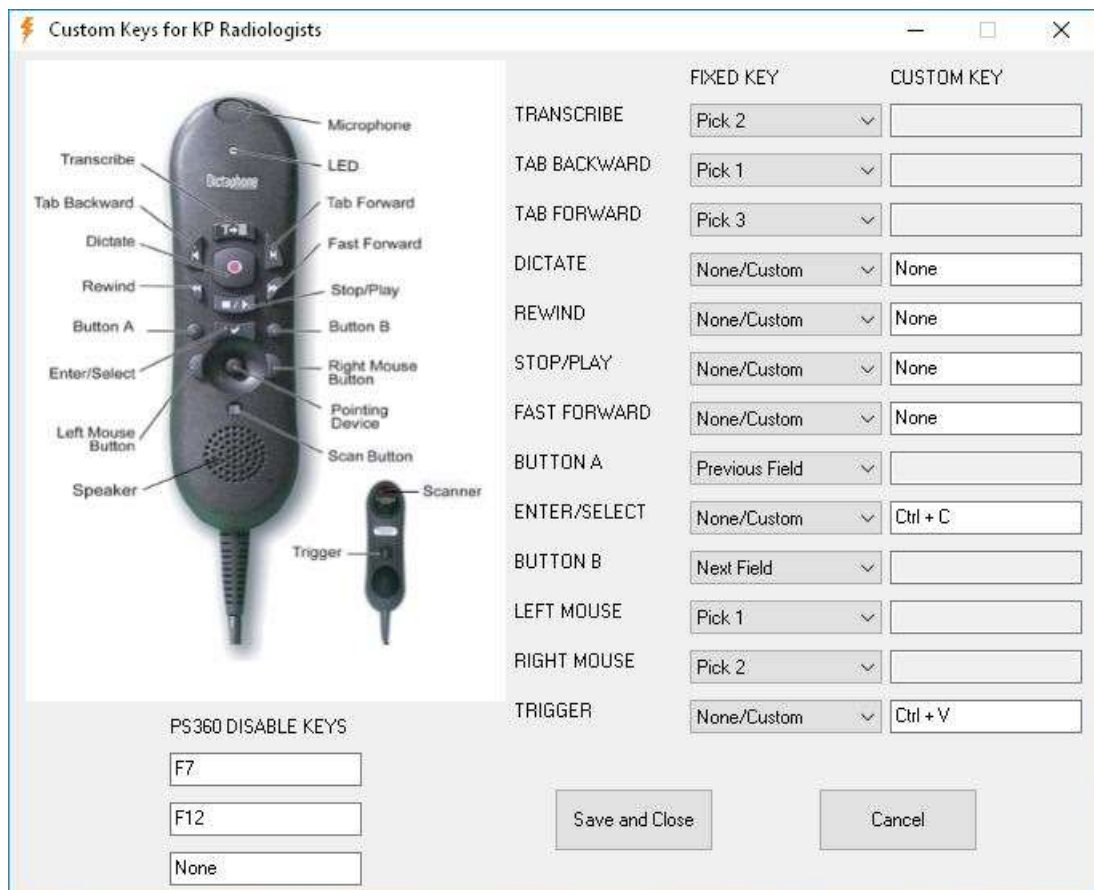 Custom Keys for KP Radiologists
Microphone
LED
Transcribe
Dictaphone
Tab Backward
Tab Forward
Dictate
Fast Forward
Rewind
Stop/Play
Button A
Button B
Enter/Select
Right Mouse
Button
Pointing
Device
Left Mouse
Button
Scan Button
Speaker
Scanner
Trigger
FIXED KEY CUSTOM KEY
TRANSCRIBE Pick 2
TAB BACKWARD Pick 1
TAB FORWARD Pick 3
DICTATE None/Custom None
REWIND None/Custom None
STOP/PLAY None/Custom None
FAST FORWARD None/Custom None
BUTTON A Previous Field
ENTER/SELECT None/Custom Ctrl + C
BUTTON B Next Field
LEFT MOUSE Pick 1
RIGHT MOUSE Pick 2
TRIGGER None/Custom Ctrl + V
PS360 DISABLE KEYS
F7
F12
None
Save and Close
Cancel